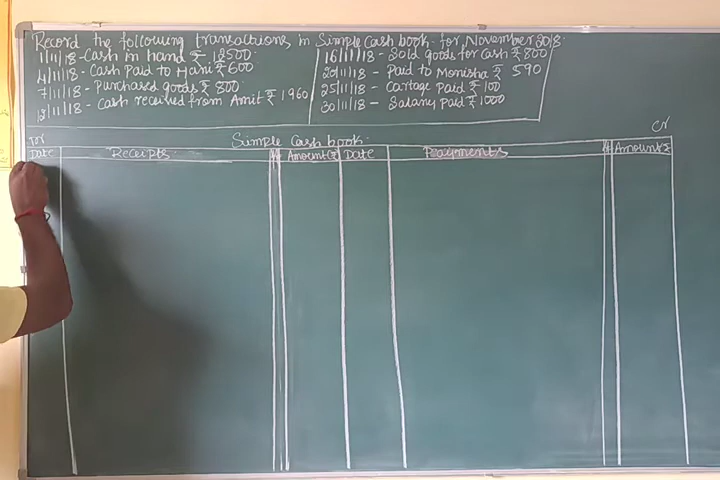 Record the following transactions in Simple Cash book for November 2018.
1/11/18 - Cash in hand ₹ 12500
4/11/18 - Cash paid to Hari ₹ 600
7/11/18 - Purchased goods ₹ 800
13/11/18 - Cash received from Amit ₹ 1960
16/11/18 - Sold goods for cash ₹ 800
20/11/18 - Paid to Monisha ₹ 590
25/11/18 - Cartage Paid ₹ 100
30/11/18 - Salary paid ₹ 1000
Simple Cash book.
Cr
Date Receipts Amount(₹) Date Payments Amount ₹